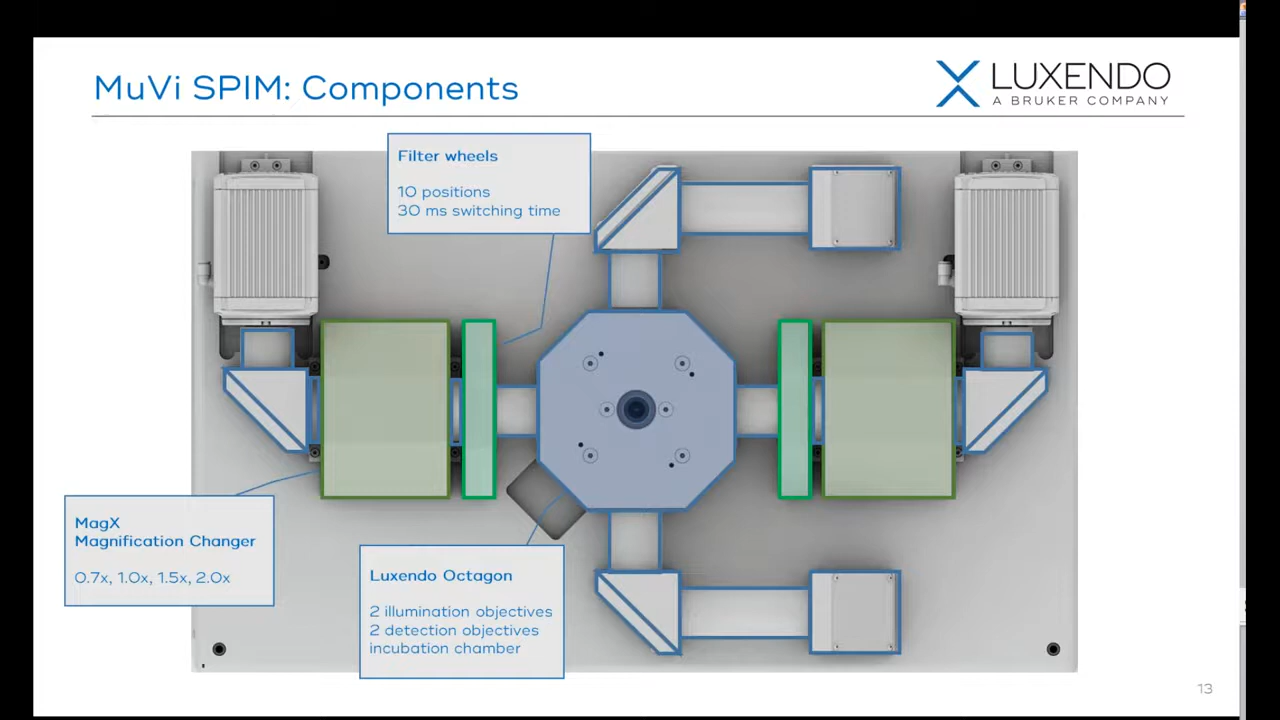 MuVi SPIM: Components
LUXENDO
A BRUKER COMPANY
Filter wheels
10 positions
30 ms switching time
MagX
Magnification Changer
0.7x, 1.0x, 1.5x, 2.0x
Luxendo Octagon
2 illumination objectives
2 detection objectives
incubation chamber
13